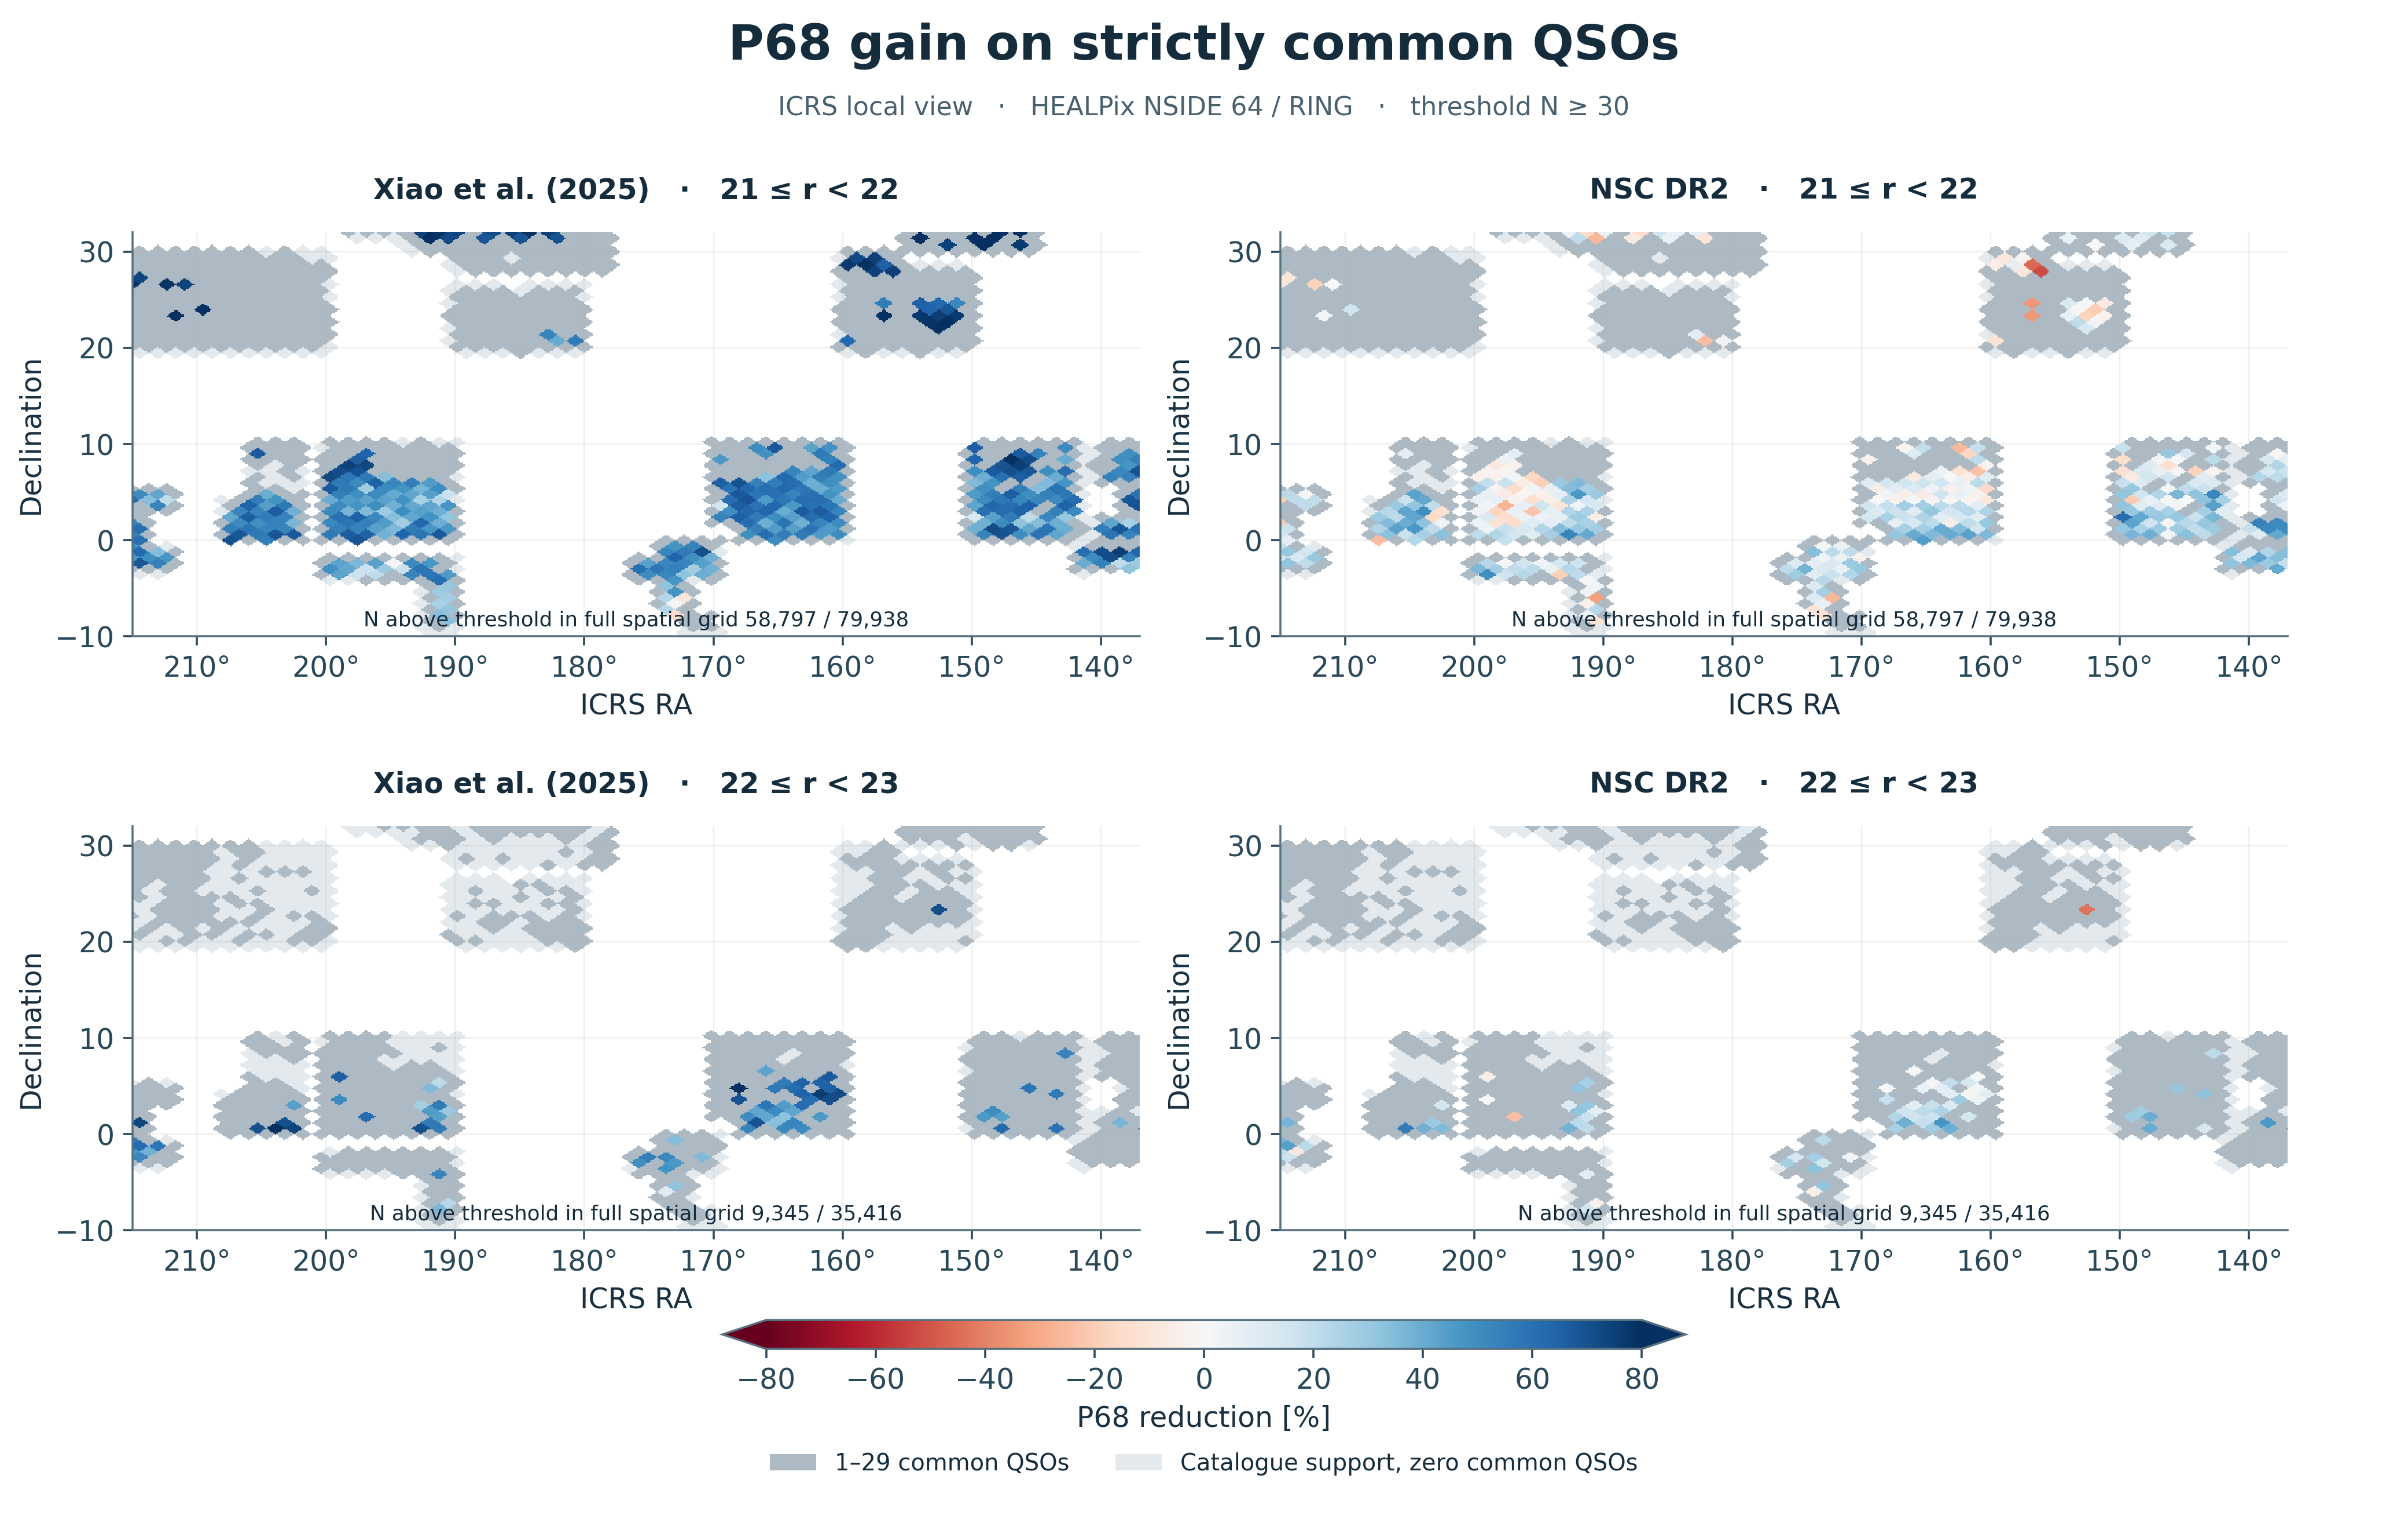 P68 gain on strictly common QSOs
ICRS local view · HEALPix NSIDE 64 / RING · threshold N ≥ 30
Xiao et al. (2025) · 21 ≤ r < 22
Declination
30
20
10
0
−10
N above threshold in full spatial grid 58,797 / 79,938
210° 200° 190° 180° 170° 160° 150° 140°
ICRS RA
NSC DR2 · 21 ≤ r < 22
Declination
30
20
10
0
−10
N above threshold in full spatial grid 58,797 / 79,938
210° 200° 190° 180° 170° 160° 150° 140°
ICRS RA
Xiao et al. (2025) · 22 ≤ r < 23
Declination
30
20
10
0
−10
N above threshold in full spatial grid 9,345 / 35,416
210° 200° 190° 180° 170° 160° 150° 140°
ICRS RA
NSC DR2 · 22 ≤ r < 23
Declination
30
20
10
0
−10
N above threshold in full spatial grid 9,345 / 35,416
210° 200° 190° 180° 170° 160° 150° 140°
ICRS RA
−80 −60 −40 −20 0 20 40 60 80
P68 reduction [%]
1–29 common QSOs
Catalogue support, zero common QSOs